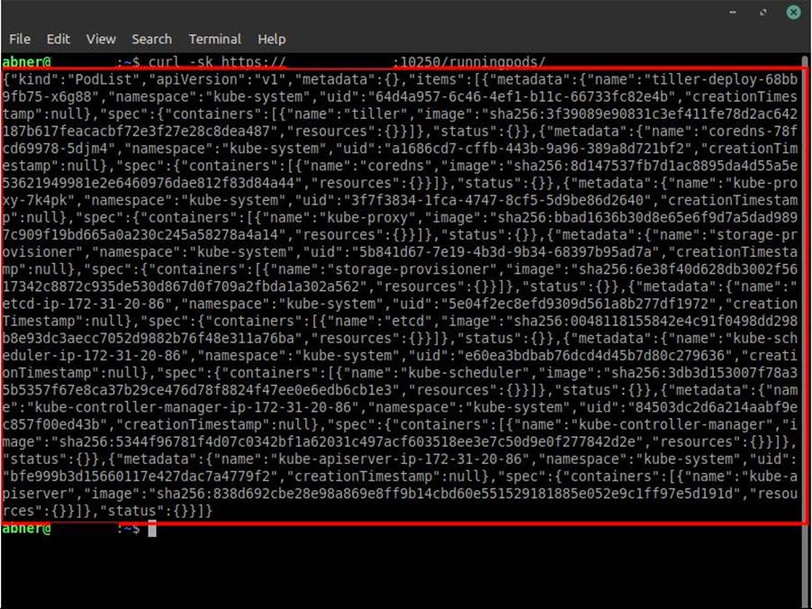 File Edit View Search Terminal Help
abner@ :~$ curl -sk https:// :10250/runningpods/
{"kind":"PodList","apiVersion":"v1","metadata":{},"items":[{"metadata":{"name":"tiller-deploy-68bb
9fb75-x6g88","namespace":"kube-system","uid":"64d4a957-6c46-4ef1-b11c-66733fc82e4b","creationTimes
tamp":null},"spec":{"containers":[{"name":"tiller","image":"sha256:3f39089e90831c3ef411fe78d2ac642
187b617feacacbf72e3f27e28c8dea487","resources":{}}]},"status":{}},{"metadata":{"name":"coredns-78f
cd69978-5djm4","namespace":"kube-system","uid":"a1686cd7-cffb-443b-9a96-389a8d721bf2","creationTim
estamp":null},"spec":{"containers":[{"name":"coredns","image":"sha256:8d147537fb7d1ac8895da4d55a5e
53621949981e2e6460976dae812f83d84a44","resources":{}}]},"status":{}},{"metadata":{"name":"kube-pro
xy-7k4pk","namespace":"kube-system","uid":"3f7f3834-1fca-4747-8cf5-5d9be86d2640","creationTimestam
p":null},"spec":{"containers":[{"name":"kube-proxy","image":"sha256:bbad1636b30d8e65e6f9d7a5dad989
7c909f19bd665a0a230c245a58278a4a14","resources":{}}]},"status":{}},{"metadata":{"name":"storage-pr
ovisioner","namespace":"kube-system","uid":"5b841d67-7e19-4b3d-9b34-68397b95ad7a","creationTimesta
mp":null},"spec":{"containers":[{"name":"storage-provisioner","image":"sha256:6e38f40d628db3002f56
17342c8872c935de530d867d0f709a2fbda1a302a562","resources":{}}]},"status":{}},{"metadata":{"name":"
etcd-ip-172-31-20-86","namespace":"kube-system","uid":"5e04f2ec8efd9309d561a8b277df1972","creation
Timestamp":null},"spec":{"containers":[{"name":"etcd","image":"sha256:0048118155842e4c91f0498dd298
b8e93dc3aecc7052d9882b76f48e311a76ba","resources":{}}]},"status":{}},{"metadata":{"name":"kube-sch
eduler-ip-172-31-20-86","namespace":"kube-system","uid":"e60ea3bdbab76dcd4d45b7d80c279636","creati
onTimestamp":null},"spec":{"containers":[{"name":"kube-scheduler","image":"sha256:3db3d153007f78a3
5b5357f67e8ca37b29ce476d78f8824f47ee0e6edb6cb1e3","resources":{}}]},"status":{}},{"metadata":{"nam
e":"kube-controller-manager-ip-172-31-20-86","namespace":"kube-system","uid":"84503dc2d6a214aabf9e
c857f00ed43b","creationTimestamp":null},"spec":{"containers":[{"name":"kube-controller-manager","i
mage":"sha256:5344f96781f4d07c0342bf1a62031c497acf603518ee3e7c50d9e0f277842d2e","resources":{}}]},
"status":{}},{"metadata":{"name":"kube-apiserver-ip-172-31-20-86","namespace":"kube-system","uid":
"bfe999b3d15660117e427dac7a4779f2","creationTimestamp":null},"spec":{"containers":[{"name":"kube-a
piserver","image":"sha256:838d692cbe28e98a869e8ff9b14cbd60e551529181885e052e9c1ff97e5d191d","resou
rces":{}}]},"status":{}}]}
abner@ :~$